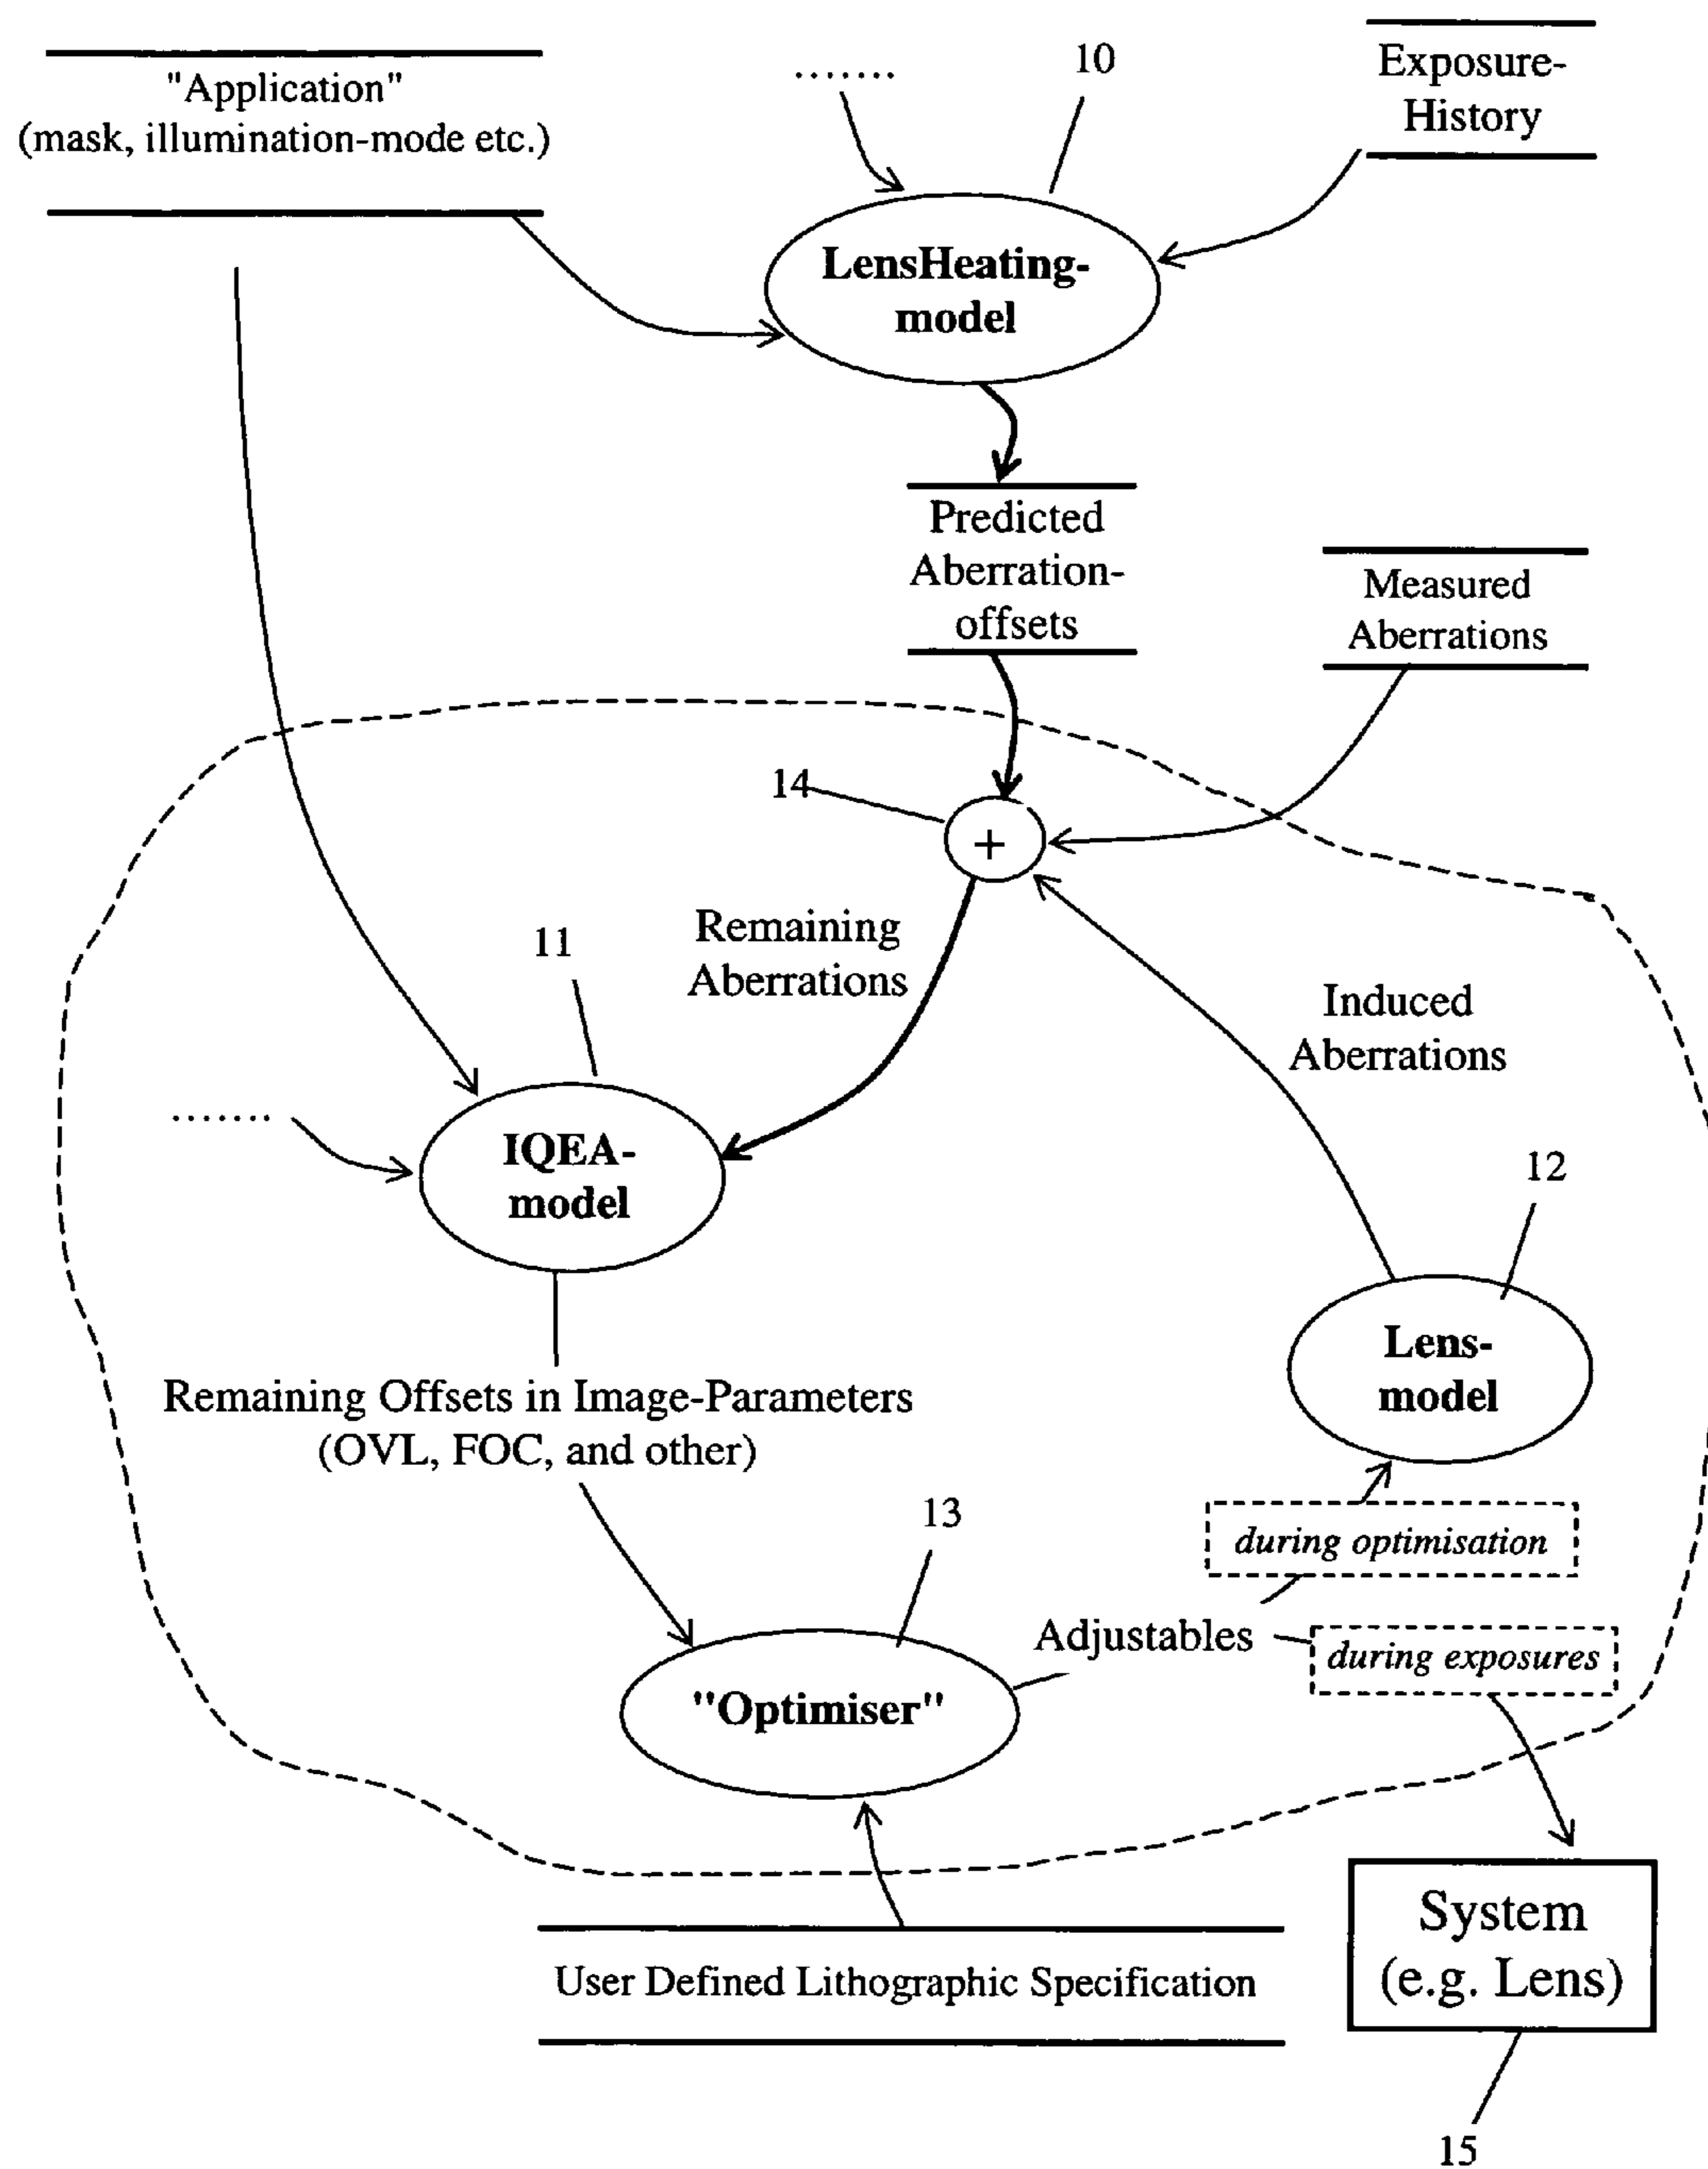 "Application"
(mask, illumination-mode etc.)
.......
10
Exposure-
History
LensHeating-
model
Predicted
Aberration-
offsets
Measured
Aberrations
14
+
Remaining
Aberrations
11
Induced
Aberrations
.......
IQEA-
model
12
Lens-
model
Remaining Offsets in Image-Parameters
(OVL, FOC, and other)
13
during optimisation
Adjustables
during exposures
"Optimiser"
System
(e.g. Lens)
User Defined Lithographic Specification
15